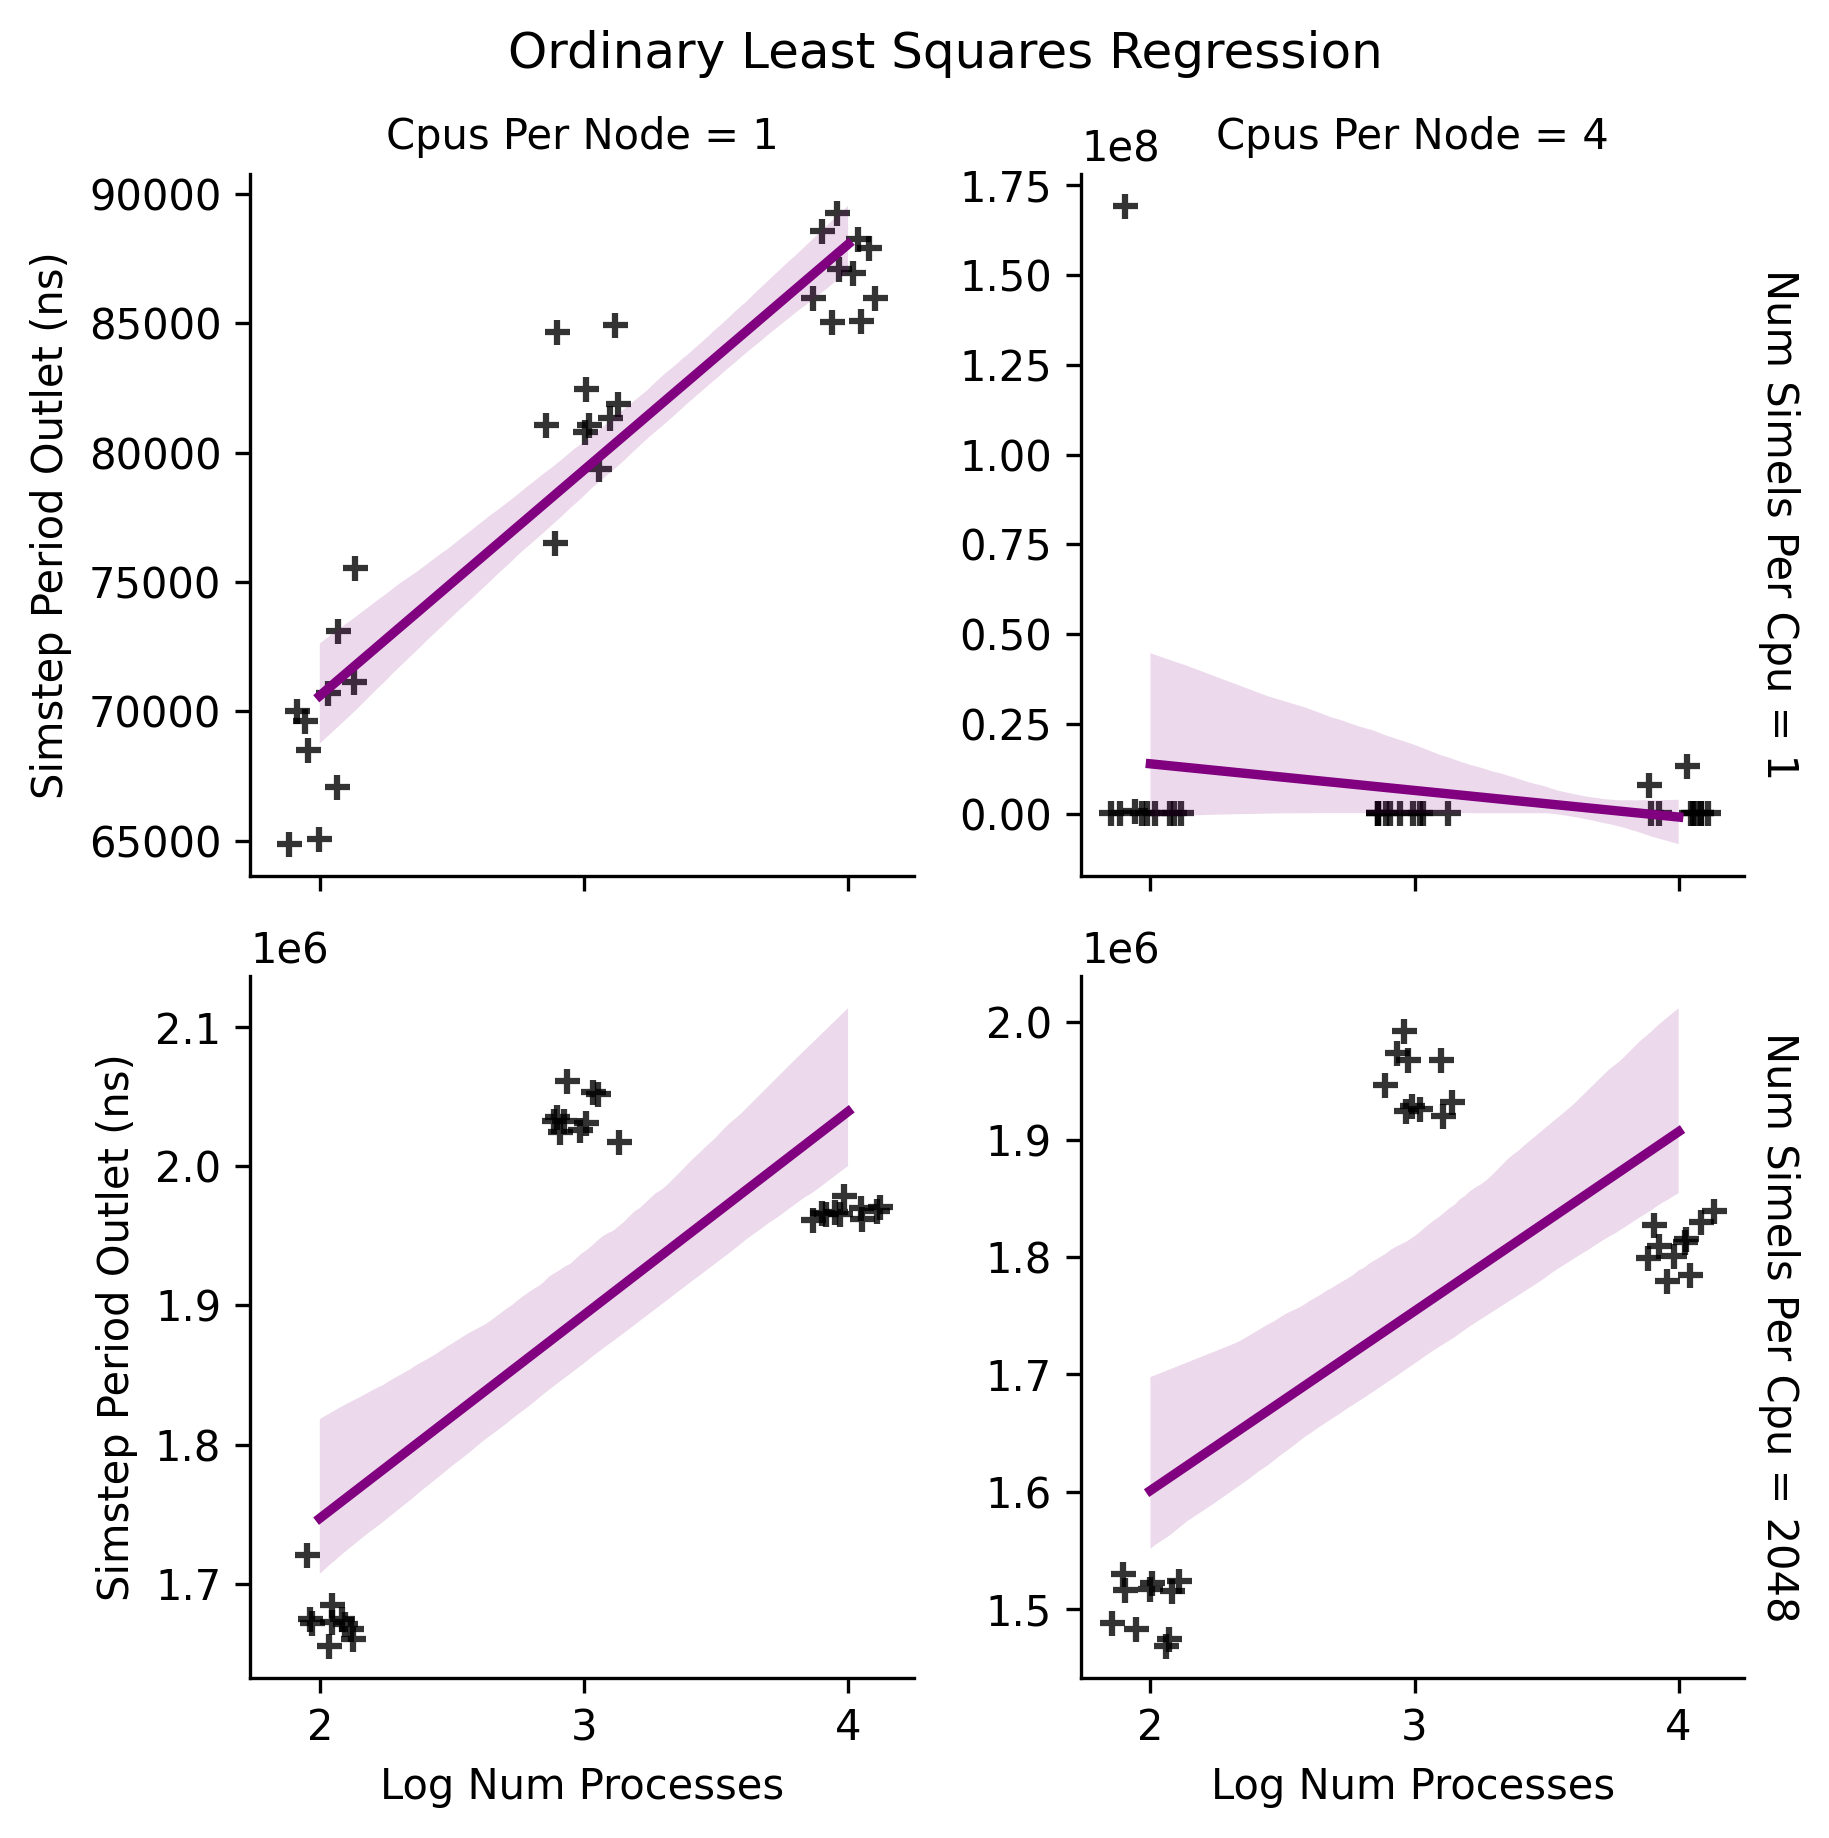 Ordinary Least Squares Regression
Cpus Per Node = 1
Cpus Per Node = 4
1e8
90000
85000
80000
75000
70000
65000
Simstep Period Outlet (ns)
1.75
1.50
1.25
1.00
0.75
0.50
0.25
0.00
Num Simels Per Cpu = 1
1e6
2.1
2.0
1.9
1.8
1.7
Simstep Period Outlet (ns)
2 3 4
Log Num Processes
1e6
2.0
1.9
1.8
1.7
1.6
1.5
2 3 4
Log Num Processes
Num Simels Per Cpu = 2048